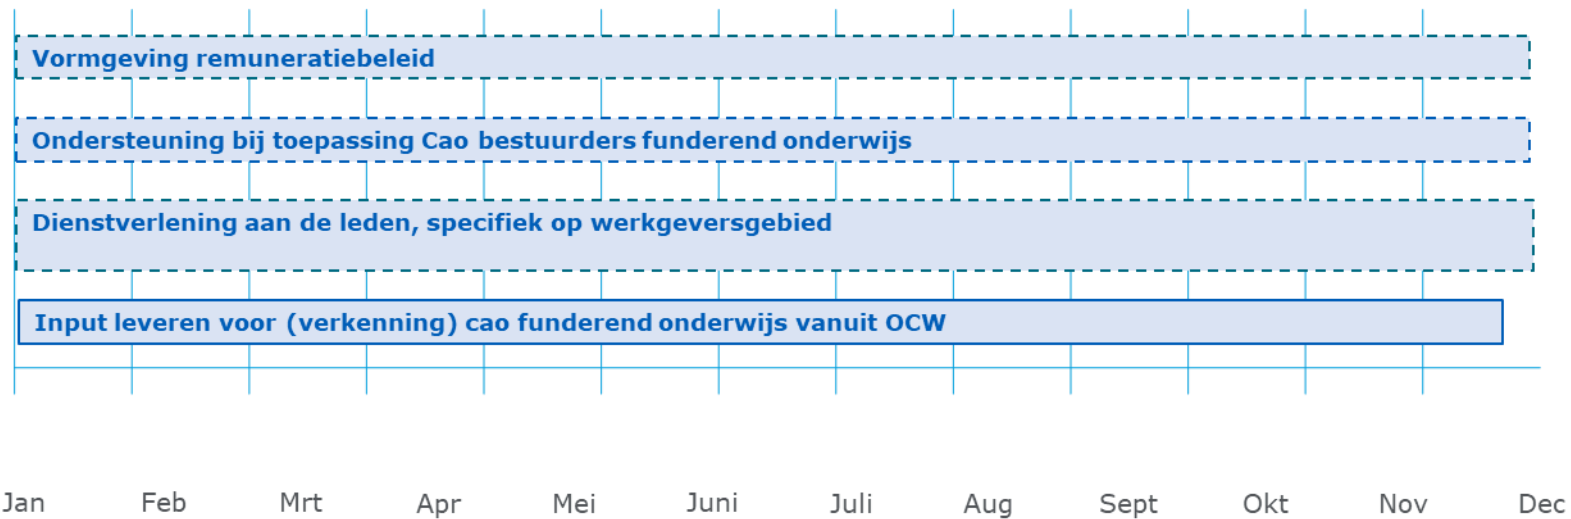 Vormgeving remuneratiebeleid
Ondersteuning bij toepassing Cao bestuurders funderend onderwijs
Dienstverlening aan de leden, specifiek op werkgeversgebied
Input leveren voor (verkenning) cao funderend onderwijs vanuit OCW
Jan Feb Mrt Apr Mei Juni Juli Aug Sept Okt Nov Dec